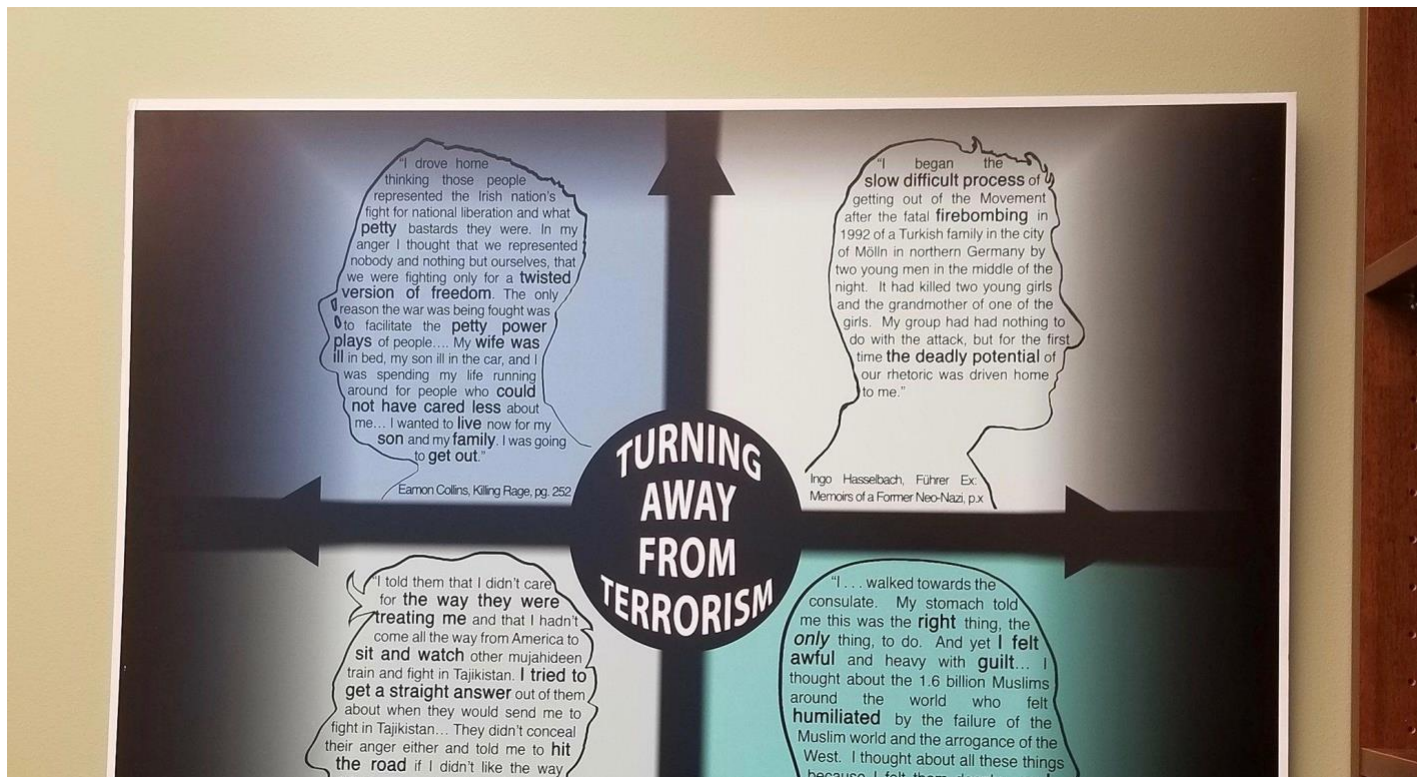 "I drove home
thinking those people
represented the Irish nation's
fight for national liberation and what
petty bastards they were. In my
anger I thought that we represented
nobody and nothing but ourselves, that
we were fighting only for a twisted
version of freedom. The only
reason the war was being fought was
to facilitate the petty power
plays of people.... My wife was
ill in bed, my son ill in the car, and I
was spending my life running
around for people who could
not have cared less about
me... I wanted to live now for my
son and my family. I was going
to get out."
Eamon Collins, Killing Rage, pg. 252
"I began the
slow difficult process of
getting out of the Movement
after the fatal firebombing in
1992 of a Turkish family in the city
of Mölln in northern Germany by
two young men in the middle of the
night. It had killed two young girls
and the grandmother of one of the
girls. My group had had nothing to
do with the attack, but for the first
time the deadly potential of
our rhetoric was driven home
to me."
Ingo Hasselbach, Führer Ex:
Memoirs of a Former Neo-Nazi, p.x
TURNING
AWAY
FROM
TERRORISM
"I told them that I didn't care
for the way they were
treating me and that I hadn't
come all the way from America to
sit and watch other mujahideen
train and fight in Tajikistan. I tried to
get a straight answer out of them
about when they would send me to
fight in Tajikistan... They didn't conceal
their anger either and told me to hit
the road if I didn't like the way
"I . . . walked towards the
consulate. My stomach told
me this was the right thing, the
only thing, to do. And yet I felt
awful and heavy with guilt... I
thought about the 1.6 billion Muslims
around the world who felt
humiliated by the failure of the
Muslim world and the arrogance of the
West. I thought about all these things
because I felt them